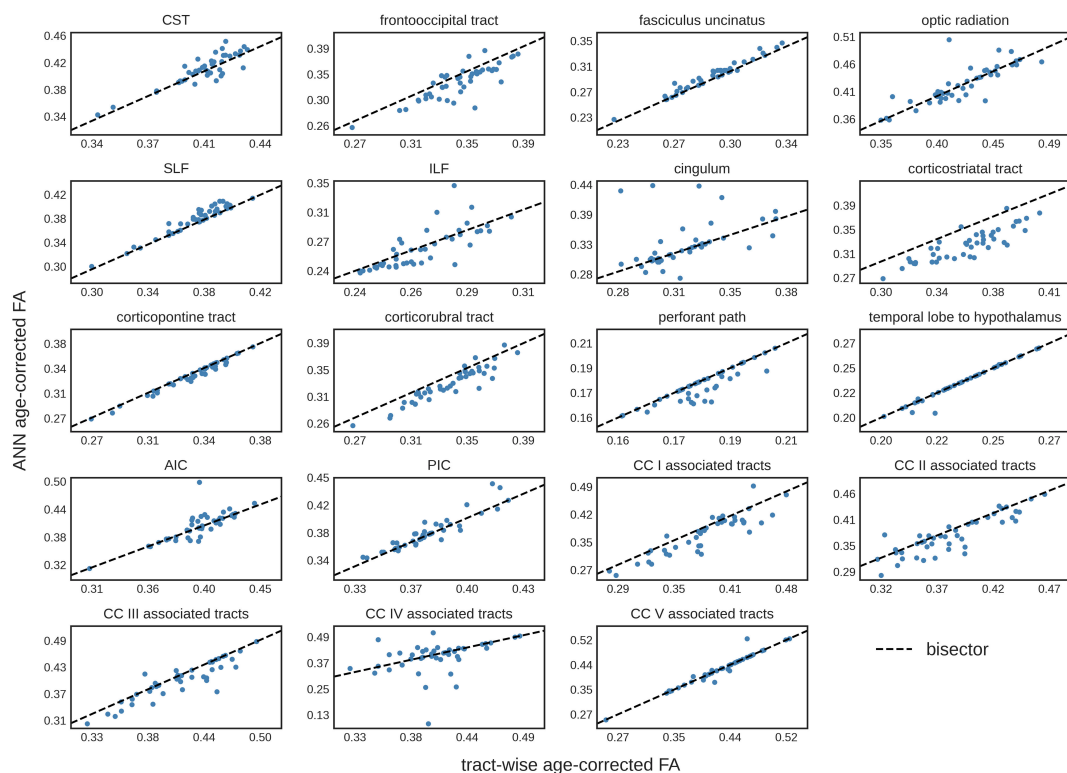 CST
frontooccipital tract
fasciculus uncinatus
optic radiation
0.46
0.42
0.38
0.34
0.34 0.37 0.41 0.44
0.39
0.35
0.30
0.26
0.27 0.31 0.35 0.39
0.35
0.31
0.27
0.23
0.23 0.27 0.30 0.34
0.51
0.46
0.41
0.36
0.35 0.40 0.45 0.49
SLF
ILF
cingulum
corticostriatal tract
0.42
0.38
0.34
0.30
0.30 0.34 0.38 0.42
0.35
0.31
0.27
0.24
0.24 0.26 0.28 0.31
0.44
0.39
0.33
0.28
0.28 0.31 0.35 0.38
0.39
0.35
0.31
0.27
0.30 0.34 0.38 0.41
corticopontine tract
corticorubral tract
perforant path
temporal lobe to hypothalamus
0.38
0.34
0.31
0.27
0.27 0.31 0.35 0.38
0.39
0.35
0.31
0.26
0.27 0.31 0.35 0.39
0.21
0.19
0.17
0.16
0.16 0.17 0.19 0.21
0.27
0.25
0.22
0.20
0.20 0.22 0.25 0.27
AIC
PIC
CC I associated tracts
CC II associated tracts
0.50
0.44
0.38
0.32
0.31 0.35 0.40 0.45
0.45
0.42
0.38
0.34
0.33 0.36 0.40 0.43
0.49
0.42
0.35
0.27
0.28 0.35 0.41 0.48
0.46
0.41
0.35
0.29
0.32 0.37 0.42 0.47
CC III associated tracts
CC IV associated tracts
CC V associated tracts
0.49
0.43
0.37
0.31
0.33 0.38 0.44 0.50
0.49
0.37
0.25
0.13
0.33 0.38 0.44 0.49
0.52
0.44
0.35
0.27
0.27 0.35 0.44 0.52
bisector
ANN age-corrected FA
tract-wise age-corrected FA